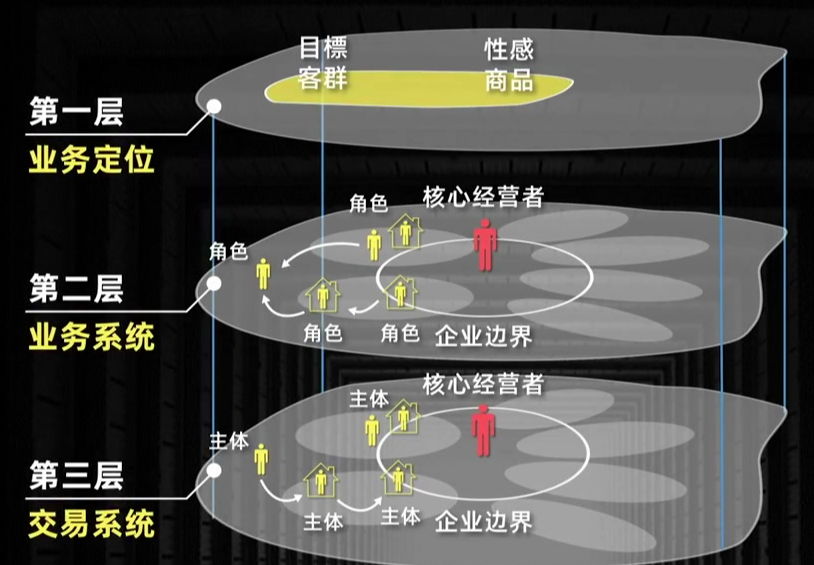 目標
客群
性感
商品
第一层
业务定位
核心经营者
角色
角色
第二层
业务系统
角色
角色
企业边界
核心经营者
主体
主体
第三层
交易系统
主体
主体
企业边界